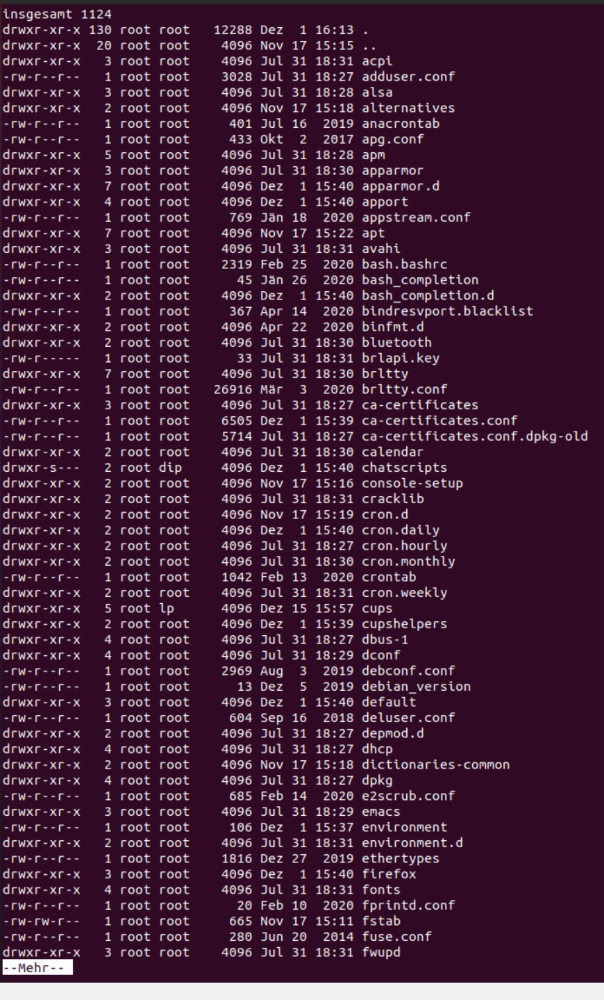 insgesamt 1124
drwxr-xr-x 130 root root   12288 Dez  1 16:13 .
drwxr-xr-x  20 root root    4096 Nov 17 15:15 ..
drwxr-xr-x   3 root root    4096 Jul 31 18:31 acpi
-rw-r--r--   1 root root    3028 Jul 31 18:27 adduser.conf
drwxr-xr-x   3 root root    4096 Jul 31 18:28 alsa
drwxr-xr-x   2 root root    4096 Nov 17 15:18 alternatives
-rw-r--r--   1 root root     401 Jul 16  2019 anacrontab
-rw-r--r--   1 root root     433 Okt  2  2017 apg.conf
drwxr-xr-x   5 root root    4096 Jul 31 18:28 apm
drwxr-xr-x   3 root root    4096 Jul 31 18:30 apparmor
drwxr-xr-x   7 root root    4096 Dez  1 15:40 apparmor.d
drwxr-xr-x   4 root root    4096 Dez  1 15:40 apport
-rw-r--r--   1 root root     769 Jän 18  2020 appstream.conf
drwxr-xr-x   7 root root    4096 Nov 17 15:22 apt
drwxr-xr-x   3 root root    4096 Jul 31 18:31 avahi
-rw-r--r--   1 root root    2319 Feb 25  2020 bash.bashrc
-rw-r--r--   1 root root      45 Jän 26  2020 bash_completion
drwxr-xr-x   2 root root    4096 Dez  1 15:40 bash_completion.d
-rw-r--r--   1 root root     367 Apr 14  2020 bindresvport.blacklist
drwxr-xr-x   2 root root    4096 Apr 22  2020 binfmt.d
drwxr-xr-x   2 root root    4096 Jul 31 18:30 bluetooth
-rw-r-----   1 root root      33 Jul 31 18:31 brlapi.key
drwxr-xr-x   7 root root    4096 Jul 31 18:30 brltty
-rw-r--r--   1 root root   26916 Mär  3  2020 brltty.conf
drwxr-xr-x   3 root root    4096 Jul 31 18:27 ca-certificates
-rw-r--r--   1 root root    6505 Dez  1 15:39 ca-certificates.conf
-rw-r--r--   1 root root    5714 Jul 31 18:27 ca-certificates.conf.dpkg-old
drwxr-xr-x   2 root root    4096 Jul 31 18:30 calendar
drwxr-s---   2 root dip     4096 Dez  1 15:40 chatscripts
drwxr-xr-x   2 root root    4096 Nov 17 15:16 console-setup
drwxr-xr-x   2 root root    4096 Jul 31 18:31 cracklib
drwxr-xr-x   2 root root    4096 Nov 17 15:19 cron.d
drwxr-xr-x   2 root root    4096 Dez  1 15:40 cron.daily
drwxr-xr-x   2 root root    4096 Jul 31 18:27 cron.hourly
drwxr-xr-x   2 root root    4096 Jul 31 18:30 cron.monthly
-rw-r--r--   1 root root    1042 Feb 13  2020 crontab
drwxr-xr-x   2 root root    4096 Jul 31 18:31 cron.weekly
drwxr-xr-x   5 root lp      4096 Dez 15 15:57 cups
drwxr-xr-x   2 root root    4096 Dez  1 15:39 cupshelpers
drwxr-xr-x   4 root root    4096 Jul 31 18:27 dbus-1
drwxr-xr-x   4 root root    4096 Jul 31 18:29 dconf
-rw-r--r--   1 root root    2969 Aug  3  2019 debconf.conf
-rw-r--r--   1 root root      13 Dez  5  2019 debian_version
drwxr-xr-x   3 root root    4096 Dez  1 15:40 default
-rw-r--r--   1 root root     604 Sep 16  2018 deluser.conf
drwxr-xr-x   2 root root    4096 Jul 31 18:27 depmod.d
drwxr-xr-x   4 root root    4096 Jul 31 18:27 dhcp
drwxr-xr-x   2 root root    4096 Nov 17 15:18 dictionaries-common
drwxr-xr-x   4 root root    4096 Jul 31 18:27 dpkg
-rw-r--r--   1 root root     685 Feb 14  2020 e2scrub.conf
drwxr-xr-x   3 root root    4096 Jul 31 18:29 emacs
-rw-r--r--   1 root root     106 Dez  1 15:37 environment
drwxr-xr-x   2 root root    4096 Jul 31 18:31 environment.d
-rw-r--r--   1 root root    1816 Dez 27  2019 ethertypes
drwxr-xr-x   3 root root    4096 Dez  1 15:40 firefox
drwxr-xr-x   4 root root    4096 Jul 31 18:31 fonts
-rw-r--r--   1 root root      20 Feb 10  2020 fprintd.conf
-rw-rw-r--   1 root root     665 Nov 17 15:11 fstab
-rw-r--r--   1 root root     280 Jun 20  2014 fuse.conf
drwxr-xr-x   3 root root    4096 Jul 31 18:31 fwupd
--Mehr--